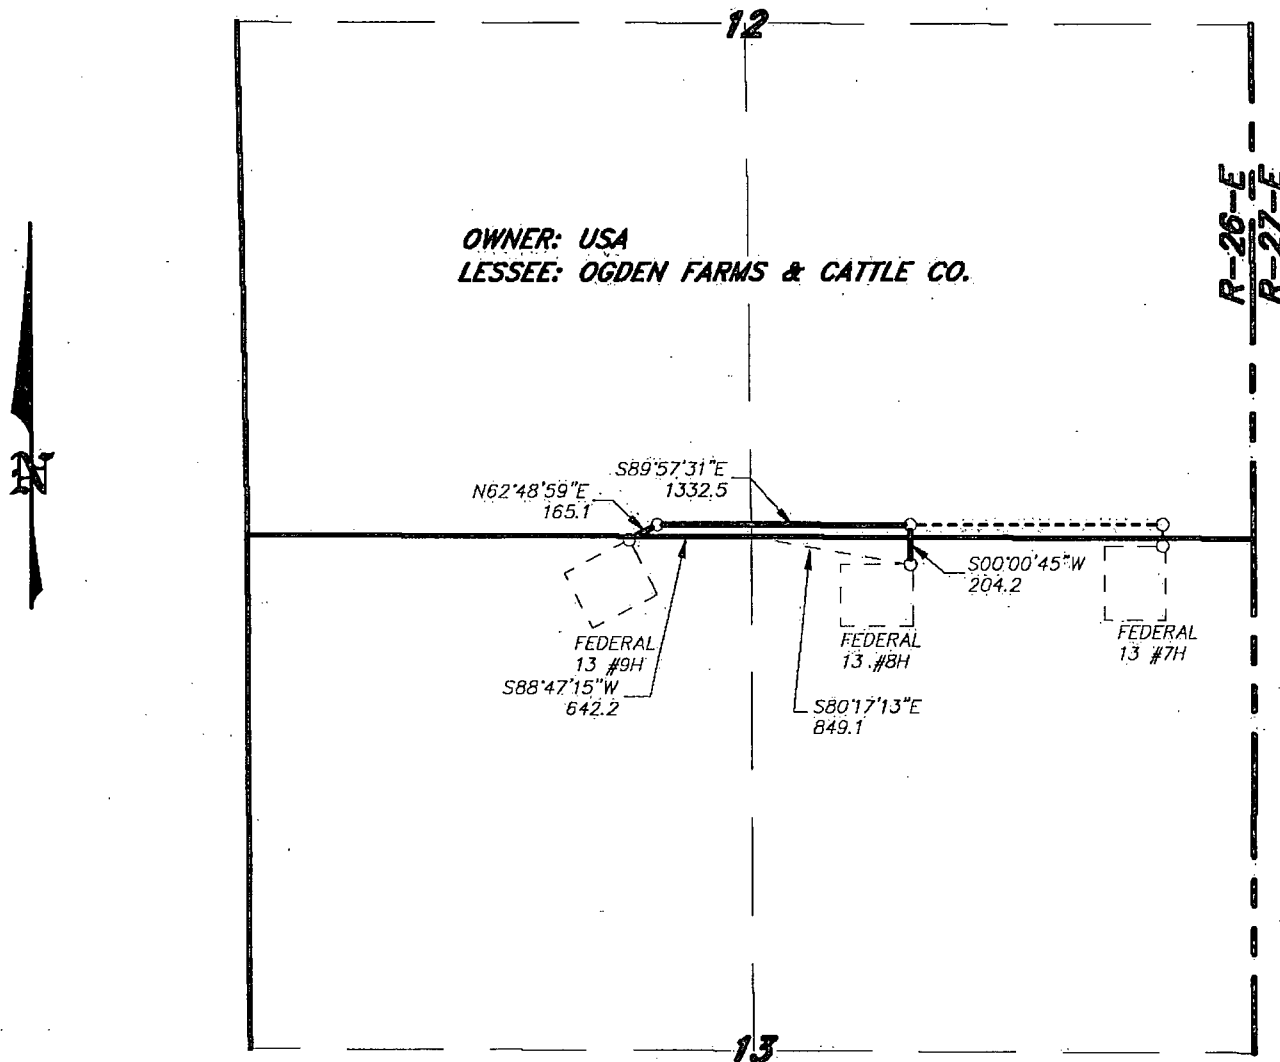 12
R-26-E
R-27-E
OWNER: USA
LESSEE: OGDEN FARMS & CATTLE CO.
N
S89°57'31"E
1332.5
N62°48'59"E
165.1
S00°00'45"W
204.2
FEDERAL
13 #9H
FEDERAL
13 #8H
FEDERAL
13 #7H
S88°47'15"W
642.2
S80°17'13"E
849.1
13